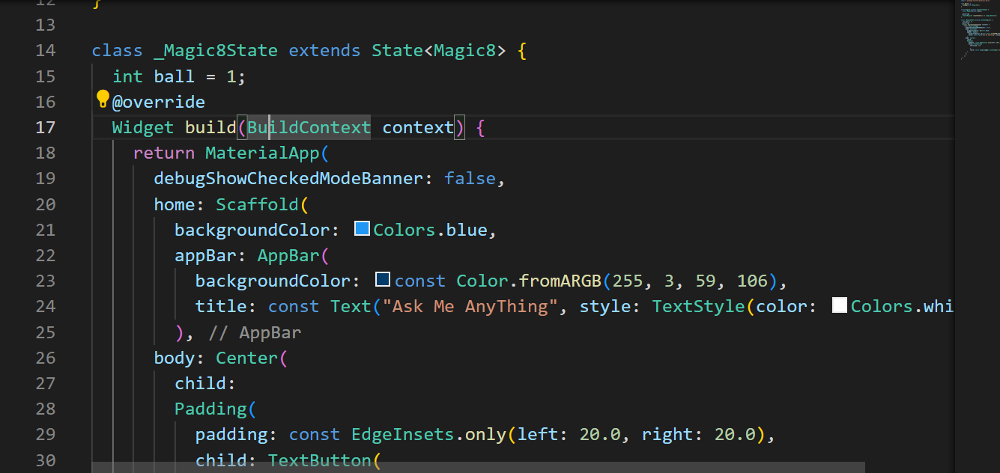 12 }
13
14 class _Magic8State extends State<Magic8> {
15 int ball = 1;
16 @override
17 Widget build(BuildContext context) {
18 return MaterialApp(
19 debugShowCheckedModeBanner: false,
20 home: Scaffold(
21 backgroundColor: Colors.blue,
22 appBar: AppBar(
23 backgroundColor: const Color.fromARGB(255, 3, 59, 106),
24 title: const Text("Ask Me AnyThing", style: TextStyle(color: Colors.whi
25 ), // AppBar
26 body: Center(
27 child:
28 Padding(
29 padding: const EdgeInsets.only(left: 20.0, right: 20.0),
30 child: TextButton(